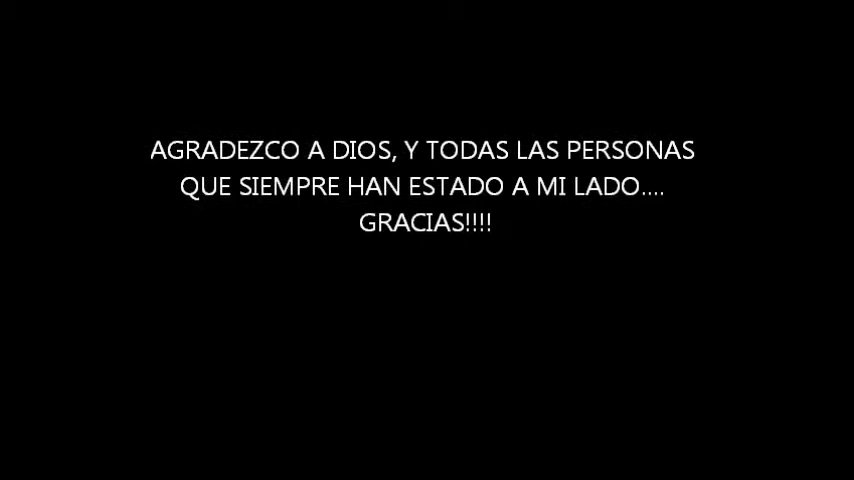 AGRADEZCO A DIOS, Y TODAS LAS PERSONAS
QUE SIEMPRE HAN ESTADO A MI LADO....
GRACIAS!!!!